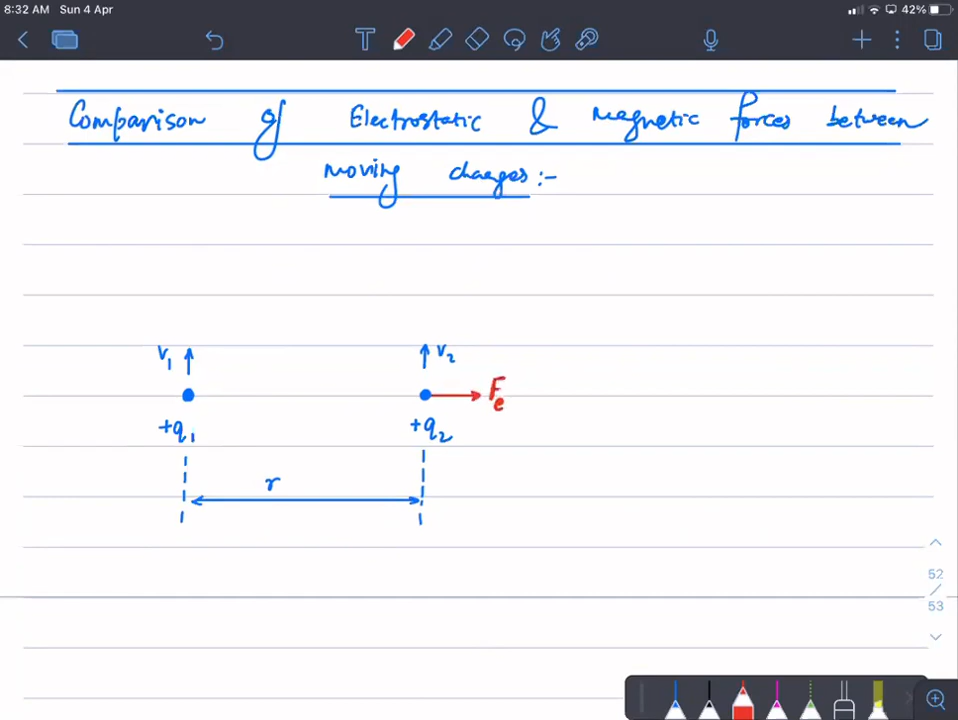 8:32 AM Sun 4 Apr 42%
T
Comparison of Electrostatic & Magnetic forces between
moving charges :-
v₁ v₂
Fe
+q₁ +q₂
r
52
/
53